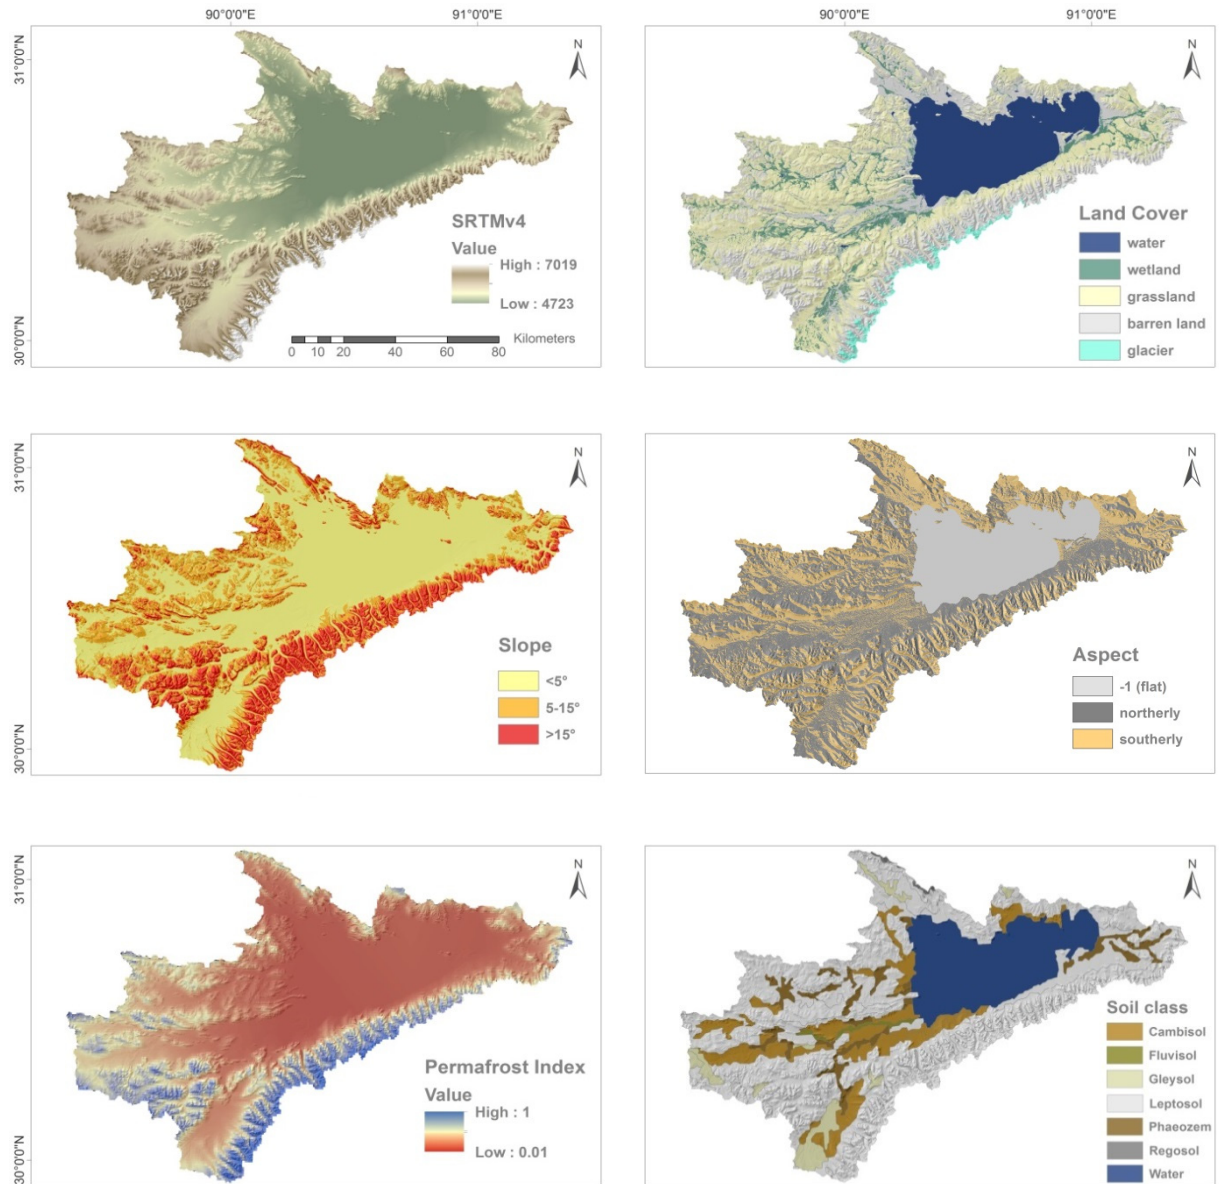 90°0'0"E
91°0'0"E
90°0'0"E
91°0'0"E
31°0'0"N
30°0'0"N
N
SRTMv4
Value
High : 7019
Low : 4723
Kilometers
0 10 20 40 60 80
N
Land Cover
water
wetland
grassland
barren land
glacier
31°0'0"N
30°0'0"N
N
Slope
<5°
5-15°
>15°
N
Aspect
-1 (flat)
northerly
southerly
31°0'0"N
30°0'0"N
N
Permafrost Index
Value
High : 1
Low : 0.01
N
Soil class
Cambisol
Fluvisol
Gleysol
Leptosol
Phaeozem
Regosol
Water